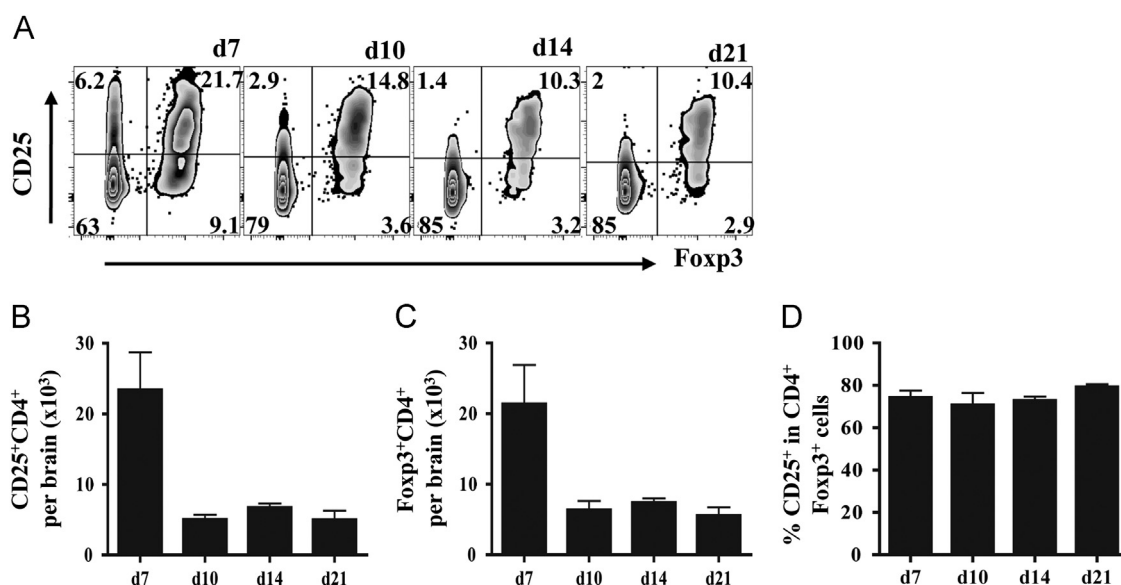 A
d7 d10 d14 d21
6.2 21.7 2.9 14.8 1.4 10.3 2 10.4
CD25
63 9.1 79 3.6 85 3.2 85 2.9
Foxp3
B
CD25⁺CD4⁺
per brain (x10³)
30
20
10
0
d7 d10 d14 d21
C
Foxp3⁺CD4⁺
per brain (x10³)
30
20
10
0
d7 d10 d14 d21
D
% CD25⁺ in CD4⁺
Foxp3⁺ cells
100
80
60
40
20
0
d7 d10 d14 d21